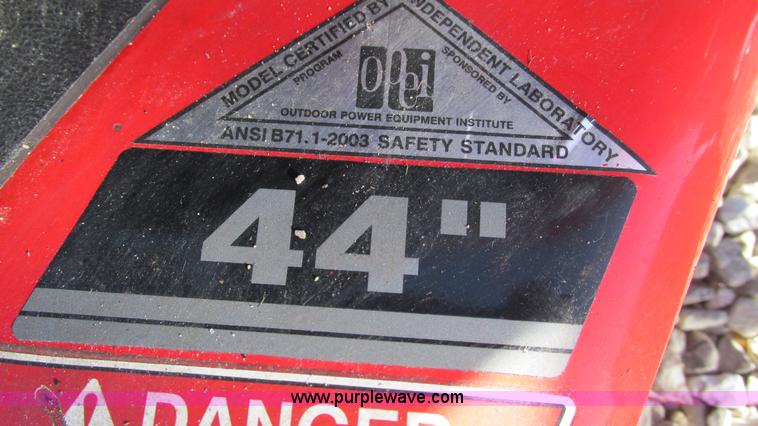 MODEL CERTIFIED BY INDEPENDENT LABORATORY,
PROGRAM SPONSORED BY
opei
OUTDOOR POWER EQUIPMENT INSTITUTE
ANSI B71.1-2003 SAFETY STANDARD
44"
www.purplewave.com
DANGER